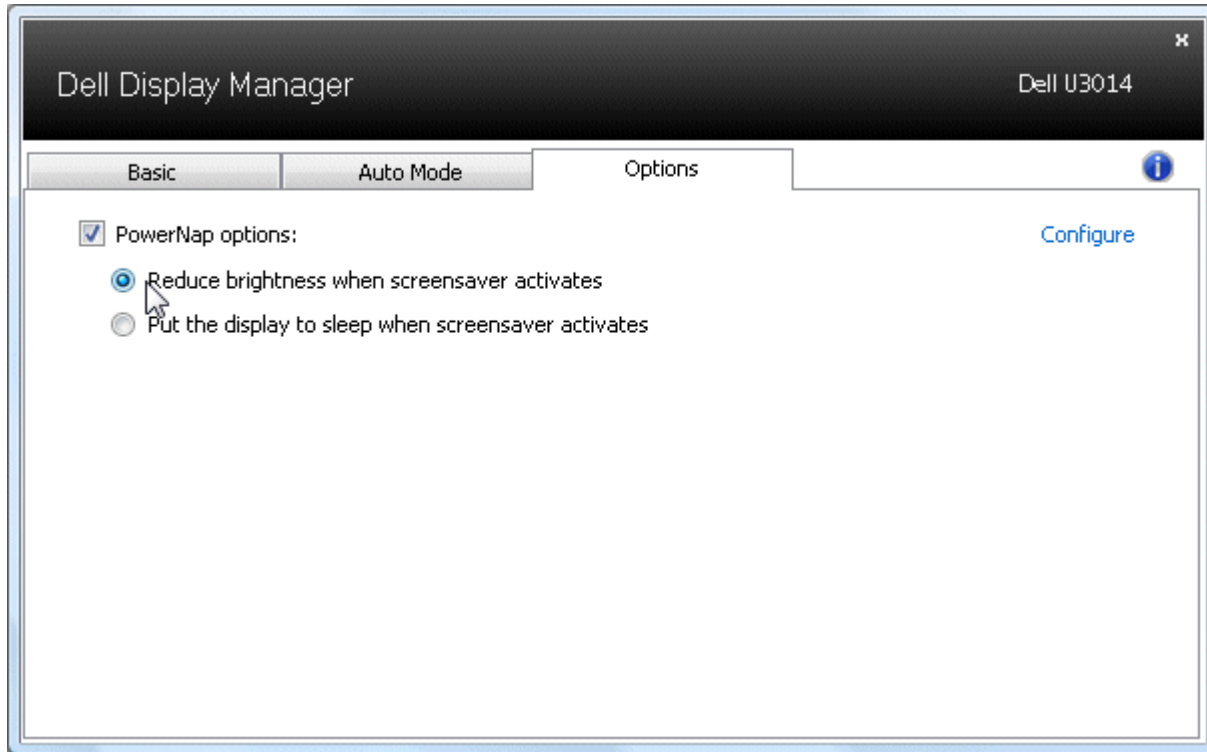 Dell Display Manager
Dell U3014
Basic
Auto Mode
Options
PowerNap options:
Configure
Reduce brightness when screensaver activates
Put the display to sleep when screensaver activates